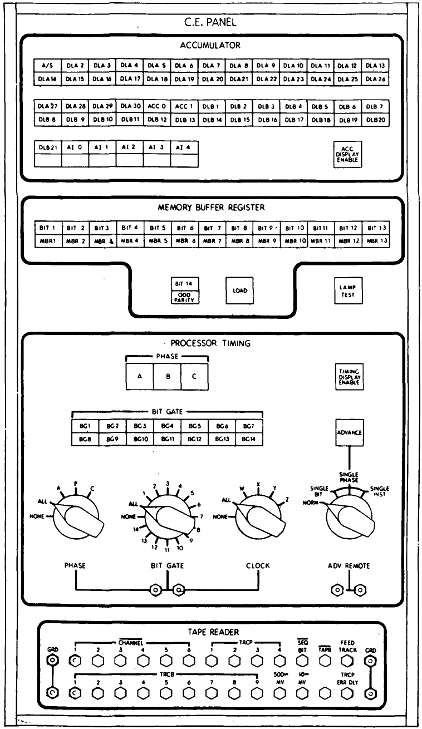 C.E. PANEL
ACCUMULATOR
A/S DLA 2 DLA 3 DLA 4 DLA 5 DLA 6 DLA 7 DLA 8 DLA 9 DLA 10 DLA 11 DLA 12 DLA 13
DLA14 DLA 15 DLA 16 DLA 17 DLA 18 DLA 19 DLA 20 DLA21 DLA 22 DLA 23 DLA 24 DLA 25 DLA 26
DLA27 DLA 28 DLA 29 DLA 30 ACC 0 ACC 1 DLB 1 DLB 2 DLB 3 DLB 4 DLB 5 DLB 6 DLB 7
DLB 8 DLB 9 DLB 10 DLB11 DLB 12 DLB 13 DLB 14 DLB 15 DLB 16 DLB 17 DLB18 DLB 19 DLB20
DLB21 AI 0 AI 1 AI 2 AI 3 AI 4
ACC
DISPLAY
ENABLE
MEMORY BUFFER REGISTER
BIT 1 BIT 2 BIT 3 BIT 4 BIT 5 BIT 6 BIT 7 BIT 8 BIT 9 BIT 10 BIT 11 BIT 12 BIT 13
MBR1 MBR 2 MBR 3 MBR 4 MBR 5 MBR 6 MBR 7 MBR 8 MBR 9 MBR 10 MBR 11 MBR 12 MBR 13
BIT 14
ODD
PARITY
LOAD
LAMP
TEST
PROCESSOR TIMING
PHASE
A B C
TIMING
DISPLAY
ENABLE
BIT GATE
BG1 BG2 BG3 BG4 BG5 BG6 BG7
BG8 BG9 BG10 BG11 BG12 BG13 BG14
ADVANCE
NONE ALL A P C
NONE ALL 1 2 3 4 5 6 7 8 9 10 11 12 13 14
NONE ALL W X Y Z
NORM SINGLE BIT SINGLE PHASE SINGLE INST
PHASE BIT GATE CLOCK ADV REMOTE
TAPE READER
GRD CHANNEL TRCP SEQ BIT TAPB FEED TRACK GRD
1 2 3 4 5 6 1 2 3 4
TRCB 500= MV 10= MV TRCP ERR DLY
1 2 3 4 5 6 7 8 9